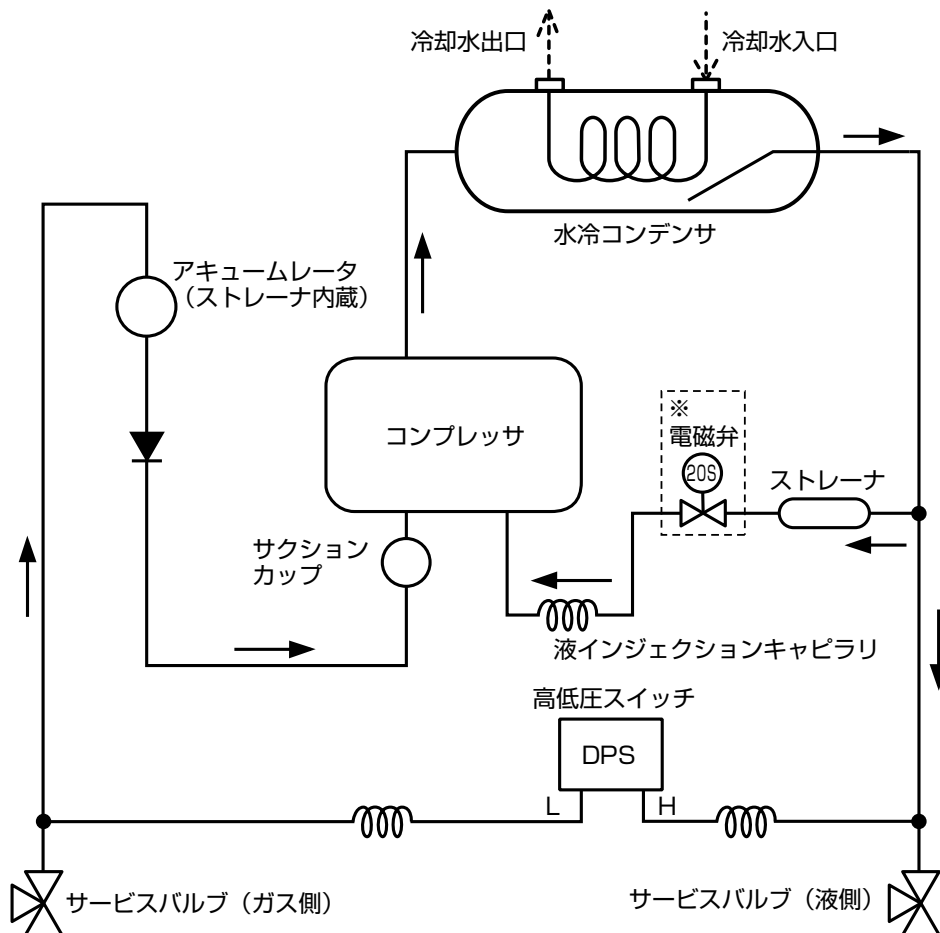 冷却水出口
冷却水入口
水冷コンデンサ
アキュームレータ
（ストレーナ内蔵）
コンプレッサ
※
電磁弁
20S
ストレーナ
サクション
カップ
液インジェクションキャピラリ
高低圧スイッチ
DPS
L
H
サービスバルブ（ガス側）
サービスバルブ（液側）